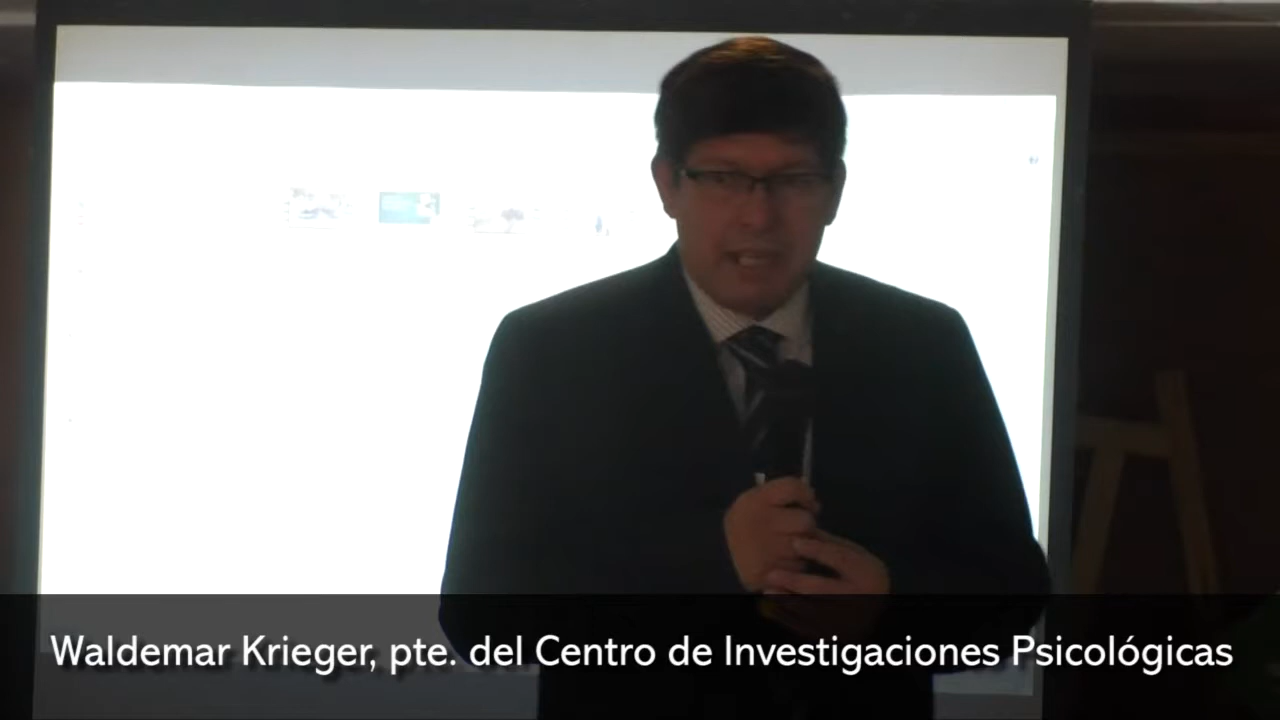 Waldemar Krieger, pte. del Centro de Investigaciones Psicológicas